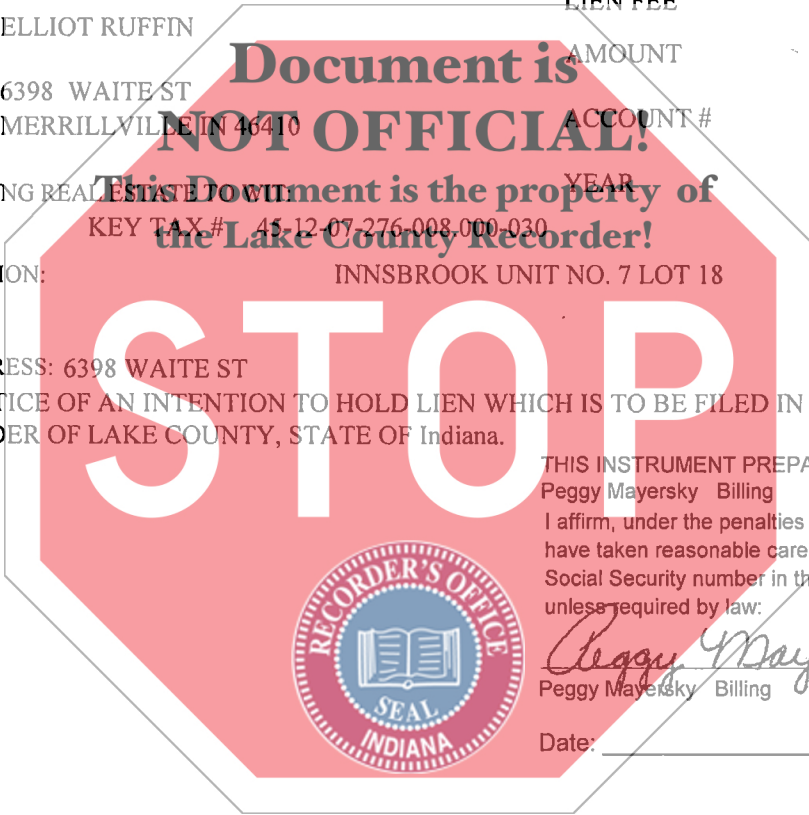 LIEN FEE
ELLIOT RUFFIN
AMOUNT
Document is
6398 WAITE ST
NOT OFFICIAL!
ACCOUNT #
MERRILLVILLE IN 46410
YEAR
This Document is the property of
NG REAL ESTATE TO WIT:
KEY TAX # 45-12-07-276-008.000-030
the Lake County Recorder!
ION: INNSBROOK UNIT NO. 7 LOT 18
STOP
RESS: 6398 WAITE ST
TICE OF AN INTENTION TO HOLD LIEN WHICH IS TO BE FILED IN
DER OF LAKE COUNTY, STATE OF Indiana.
THIS INSTRUMENT PREPA
Peggy Mayersky Billing
I affirm, under the penalties
have taken reasonable care
Social Security number in th
unless required by law:
Peggy May
Peggy Mayersky Billing
Date:
RECORDER'S OFFICE
SEAL
INDIANA